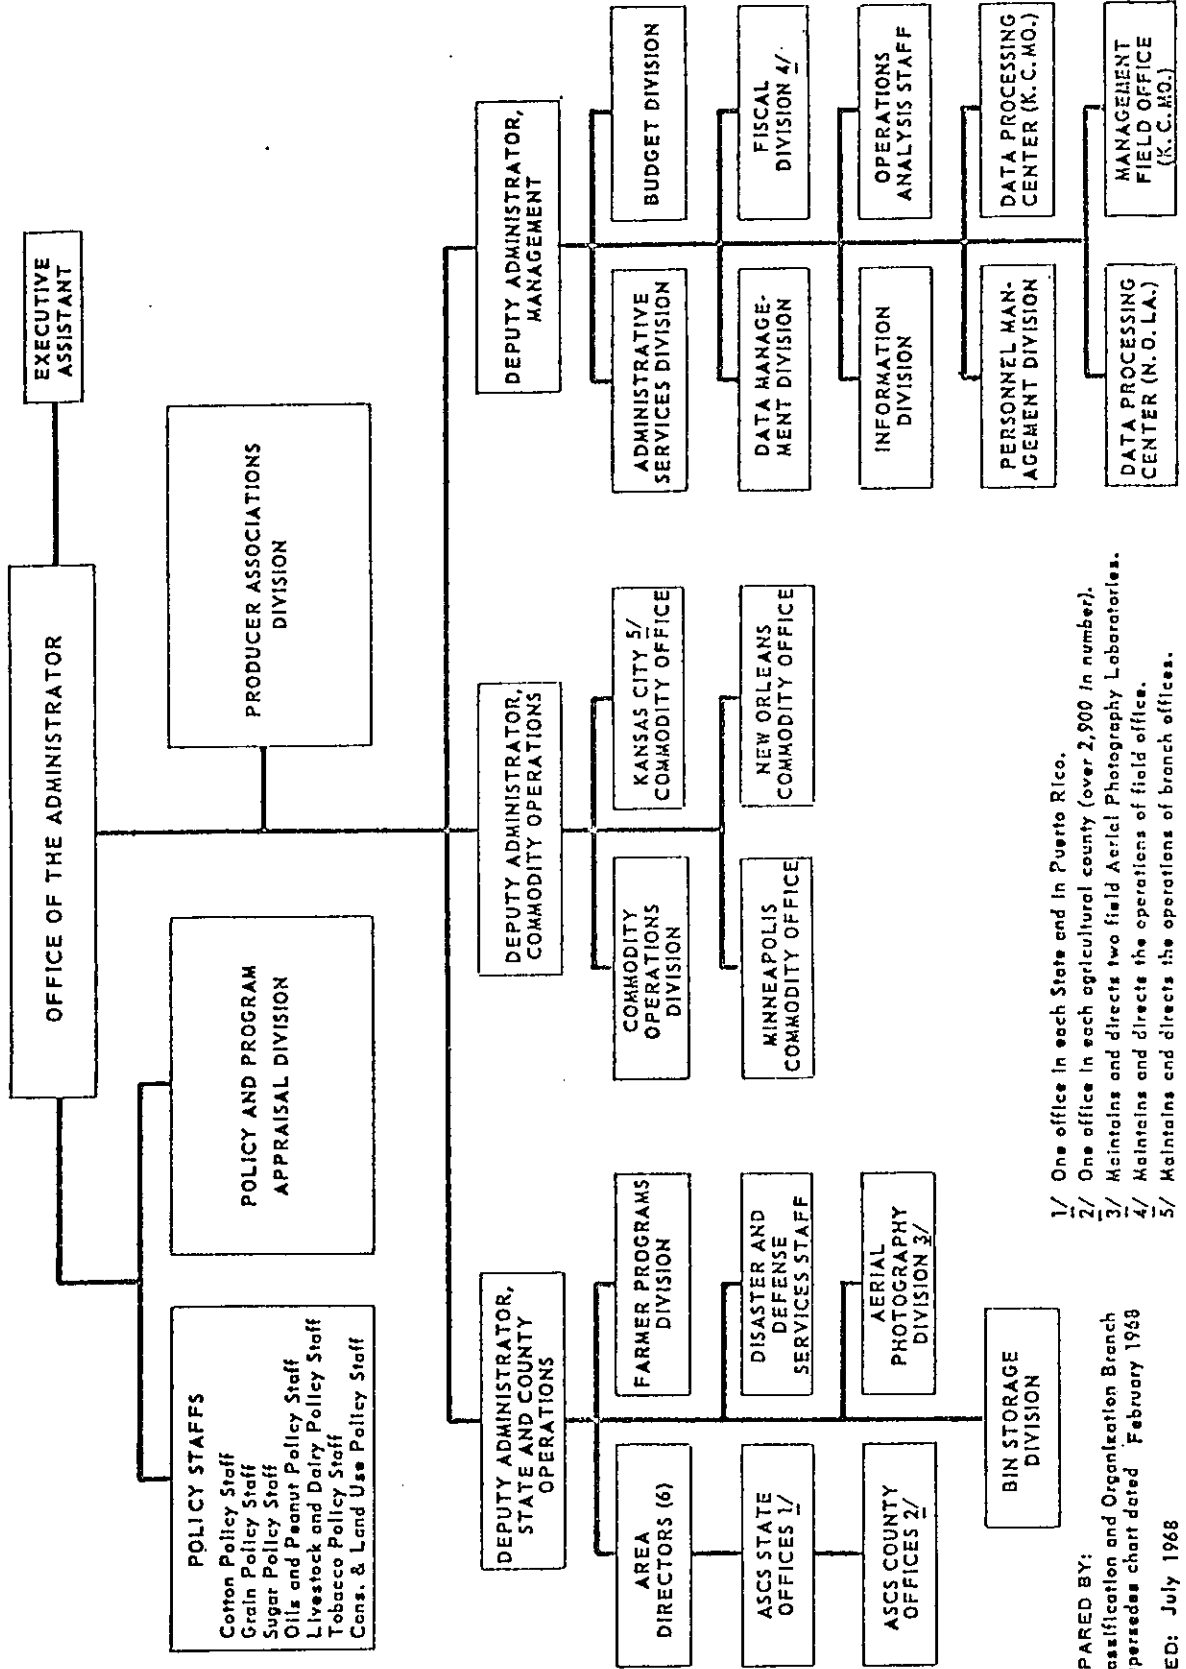 OFFICE OF THE ADMINISTRATOR
EXECUTIVE
ASSISTANT
POLICY STAFFS
Cotton Policy Staff
Grain Policy Staff
Sugar Policy Staff
Oils and Peanut Policy Staff
Livestock and Dairy Policy Staff
Tobacco Policy Staff
Cons. & Land Use Policy Staff
POLICY AND PROGRAM
APPRAISAL DIVISION
PRODUCER ASSOCIATIONS
DIVISION
DEPUTY ADMINISTRATOR,
STATE AND COUNTY
OPERATIONS
AREA
DIRECTORS (6)
FARMER PROGRAMS
DIVISION
ASCS STATE
OFFICES 1/
DISASTER AND
DEFENSE
SERVICES STAFF
ASCS COUNTY
OFFICES 2/
AERIAL
PHOTOGRAPHY
DIVISION 3/
BIN STORAGE
DIVISION
DEPUTY ADMINISTRATOR,
COMMODITY OPERATIONS
COMMODITY
OPERATIONS
DIVISION
KANSAS CITY 5/
COMMODITY OFFICE
MINNEAPOLIS
COMMODITY OFFICE
NEW ORLEANS
COMMODITY OFFICE
DEPUTY ADMINISTRATOR,
MANAGEMENT
ADMINISTRATIVE
SERVICES DIVISION
BUDGET DIVISION
DATA MANAGE-
MENT DIVISION
FISCAL
DIVISION 4/
INFORMATION
DIVISION
OPERATIONS
ANALYSIS STAFF
PERSONNEL MAN-
AGEMENT DIVISION
DATA PROCESSING
CENTER (K. C. MO.)
DATA PROCESSING
CENTER (N. O. LA.)
MANAGEMENT
FIELD OFFICE
(K. C. MO.)
1/ One office in each State and in Puerto Rico.
2/ One office in each agricultural county (over 2,900 in number).
3/ Maintains and directs two field Aerial Photography Laboratories.
4/ Maintains and directs the operations of field office.
5/ Maintains and directs the operations of branch offices.
PARED BY:
assification and Organization Branch
persedes chart dated February 1968
ED: July 1968